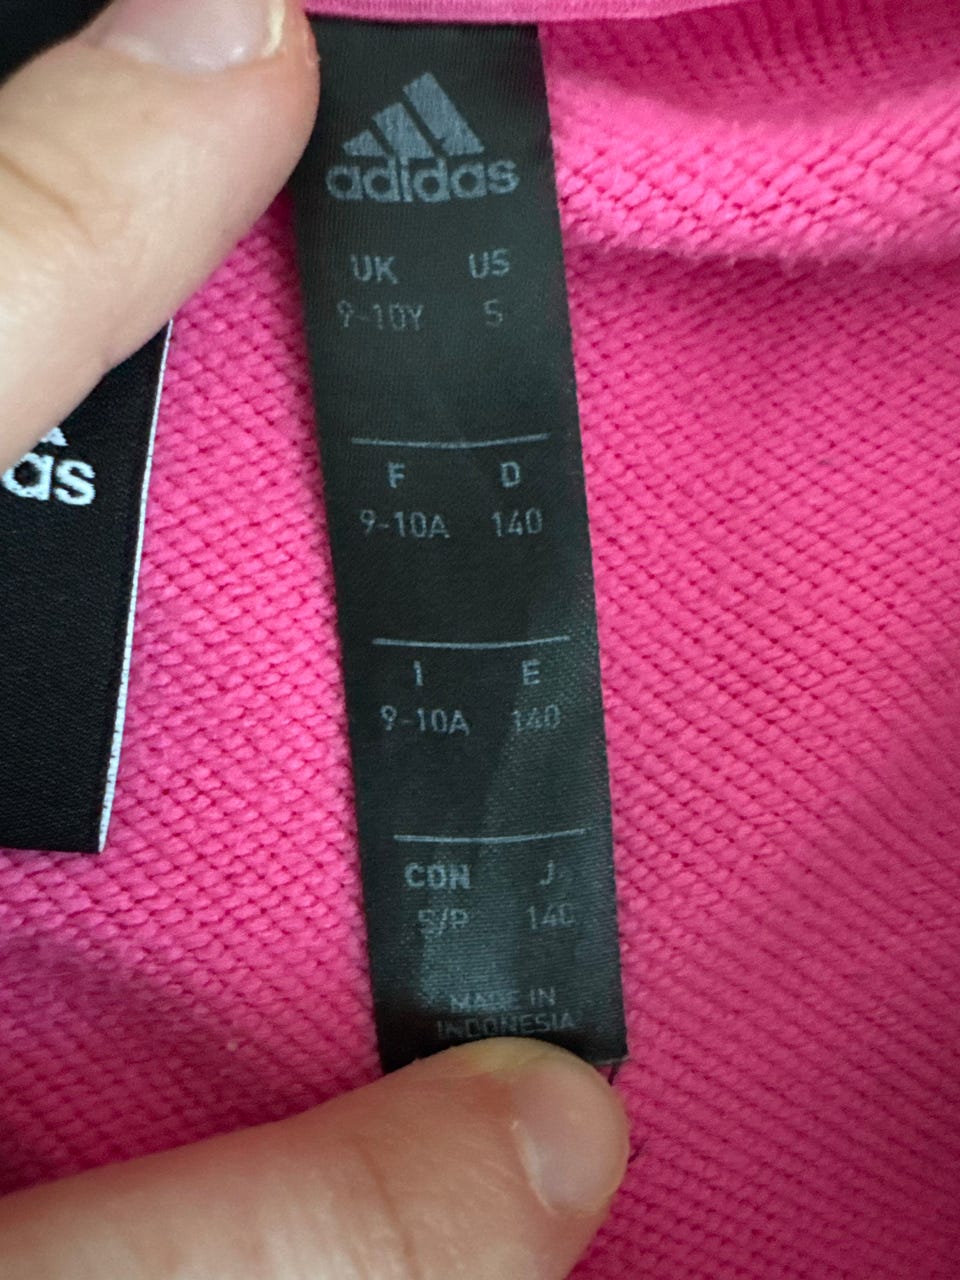 adidas
UK US
9-10Y S
F D
9-10A 140
I E
9-10A 140
CDN J
S/P 140
MADE IN
INDONESIA
das